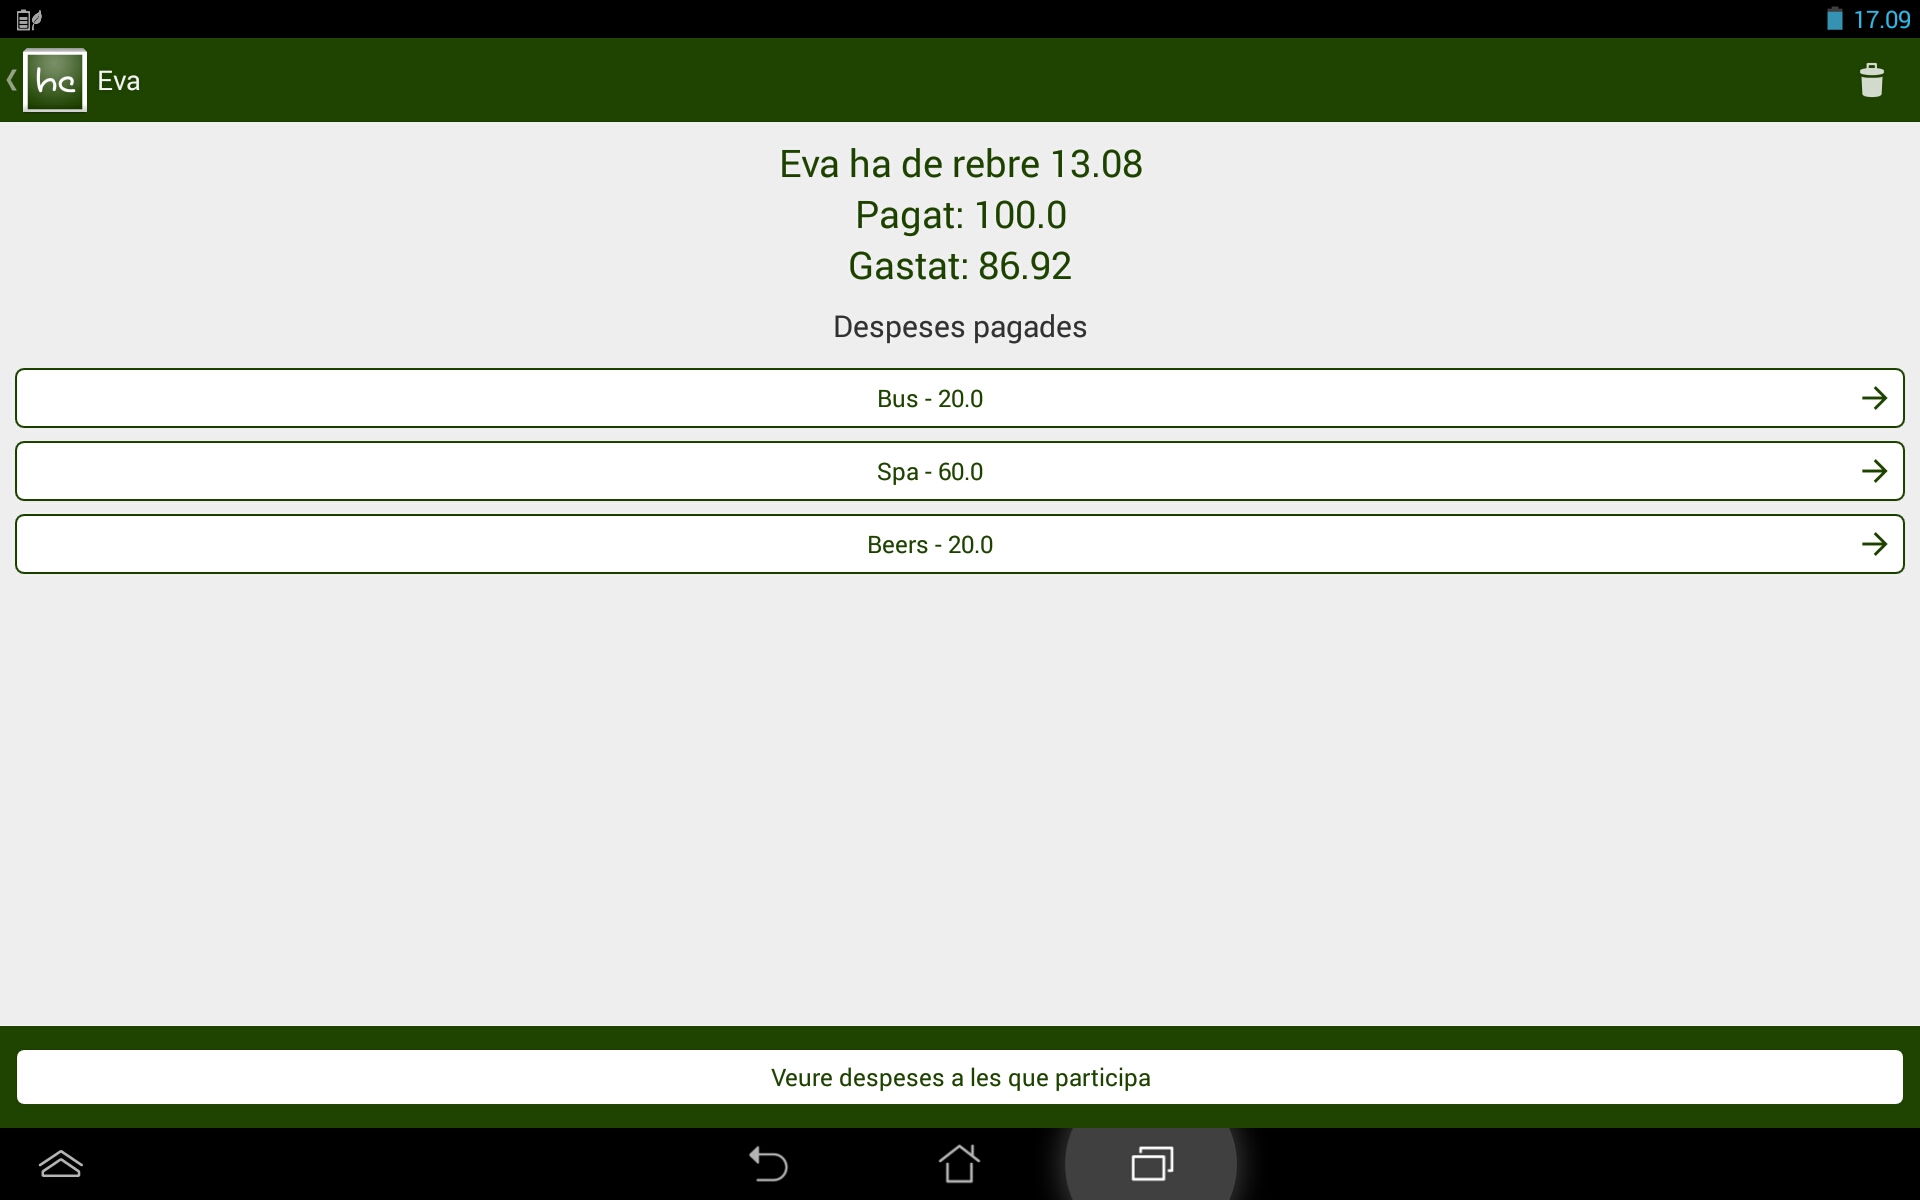 17.09
hc Eva
Eva ha de rebre 13.08
Pagat: 100.0
Gastat: 86.92
Despeses pagades
Bus - 20.0
Spa - 60.0
Beers - 20.0
Veure despeses a les que participa